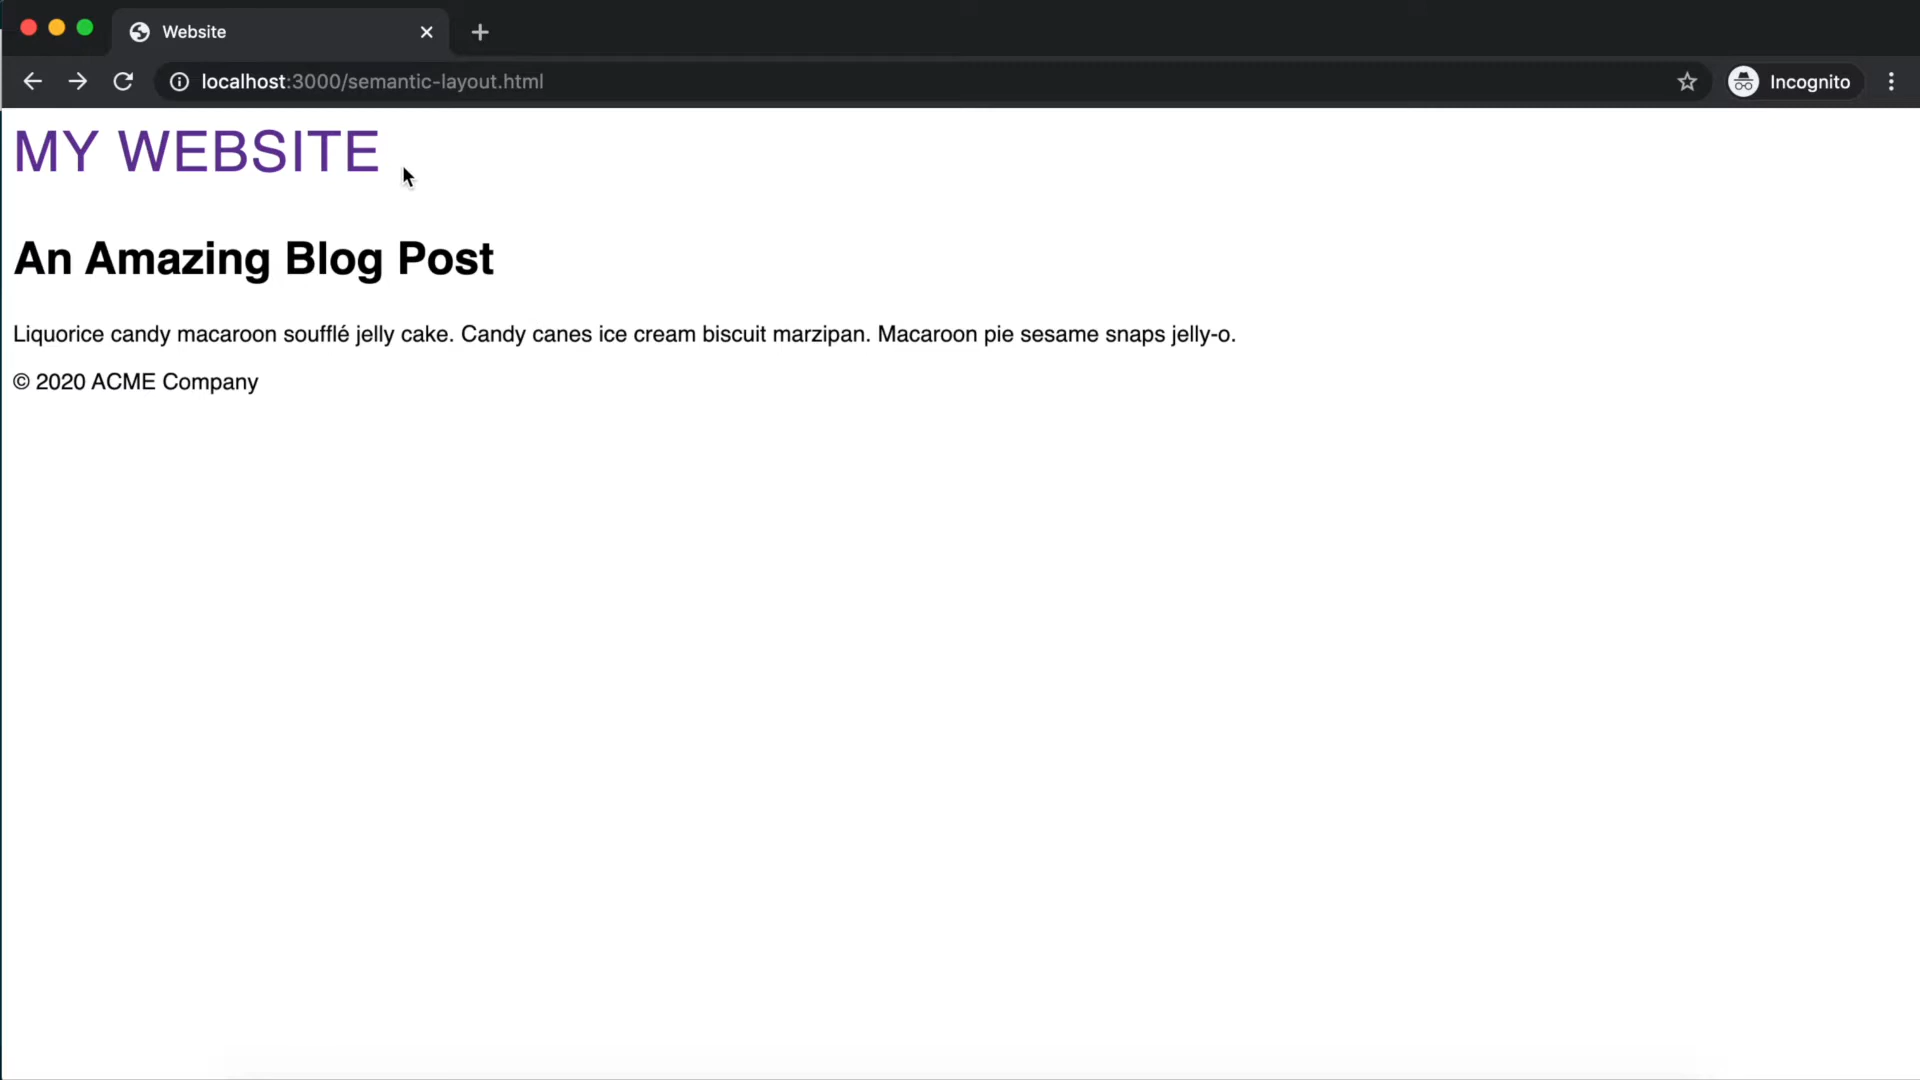 Website
localhost:3000/semantic-layout.html
Incognito
MY WEBSITE
An Amazing Blog Post
Liquorice candy macaroon soufflé jelly cake. Candy canes ice cream biscuit marzipan. Macaroon pie sesame snaps jelly-o.
© 2020 ACME Company